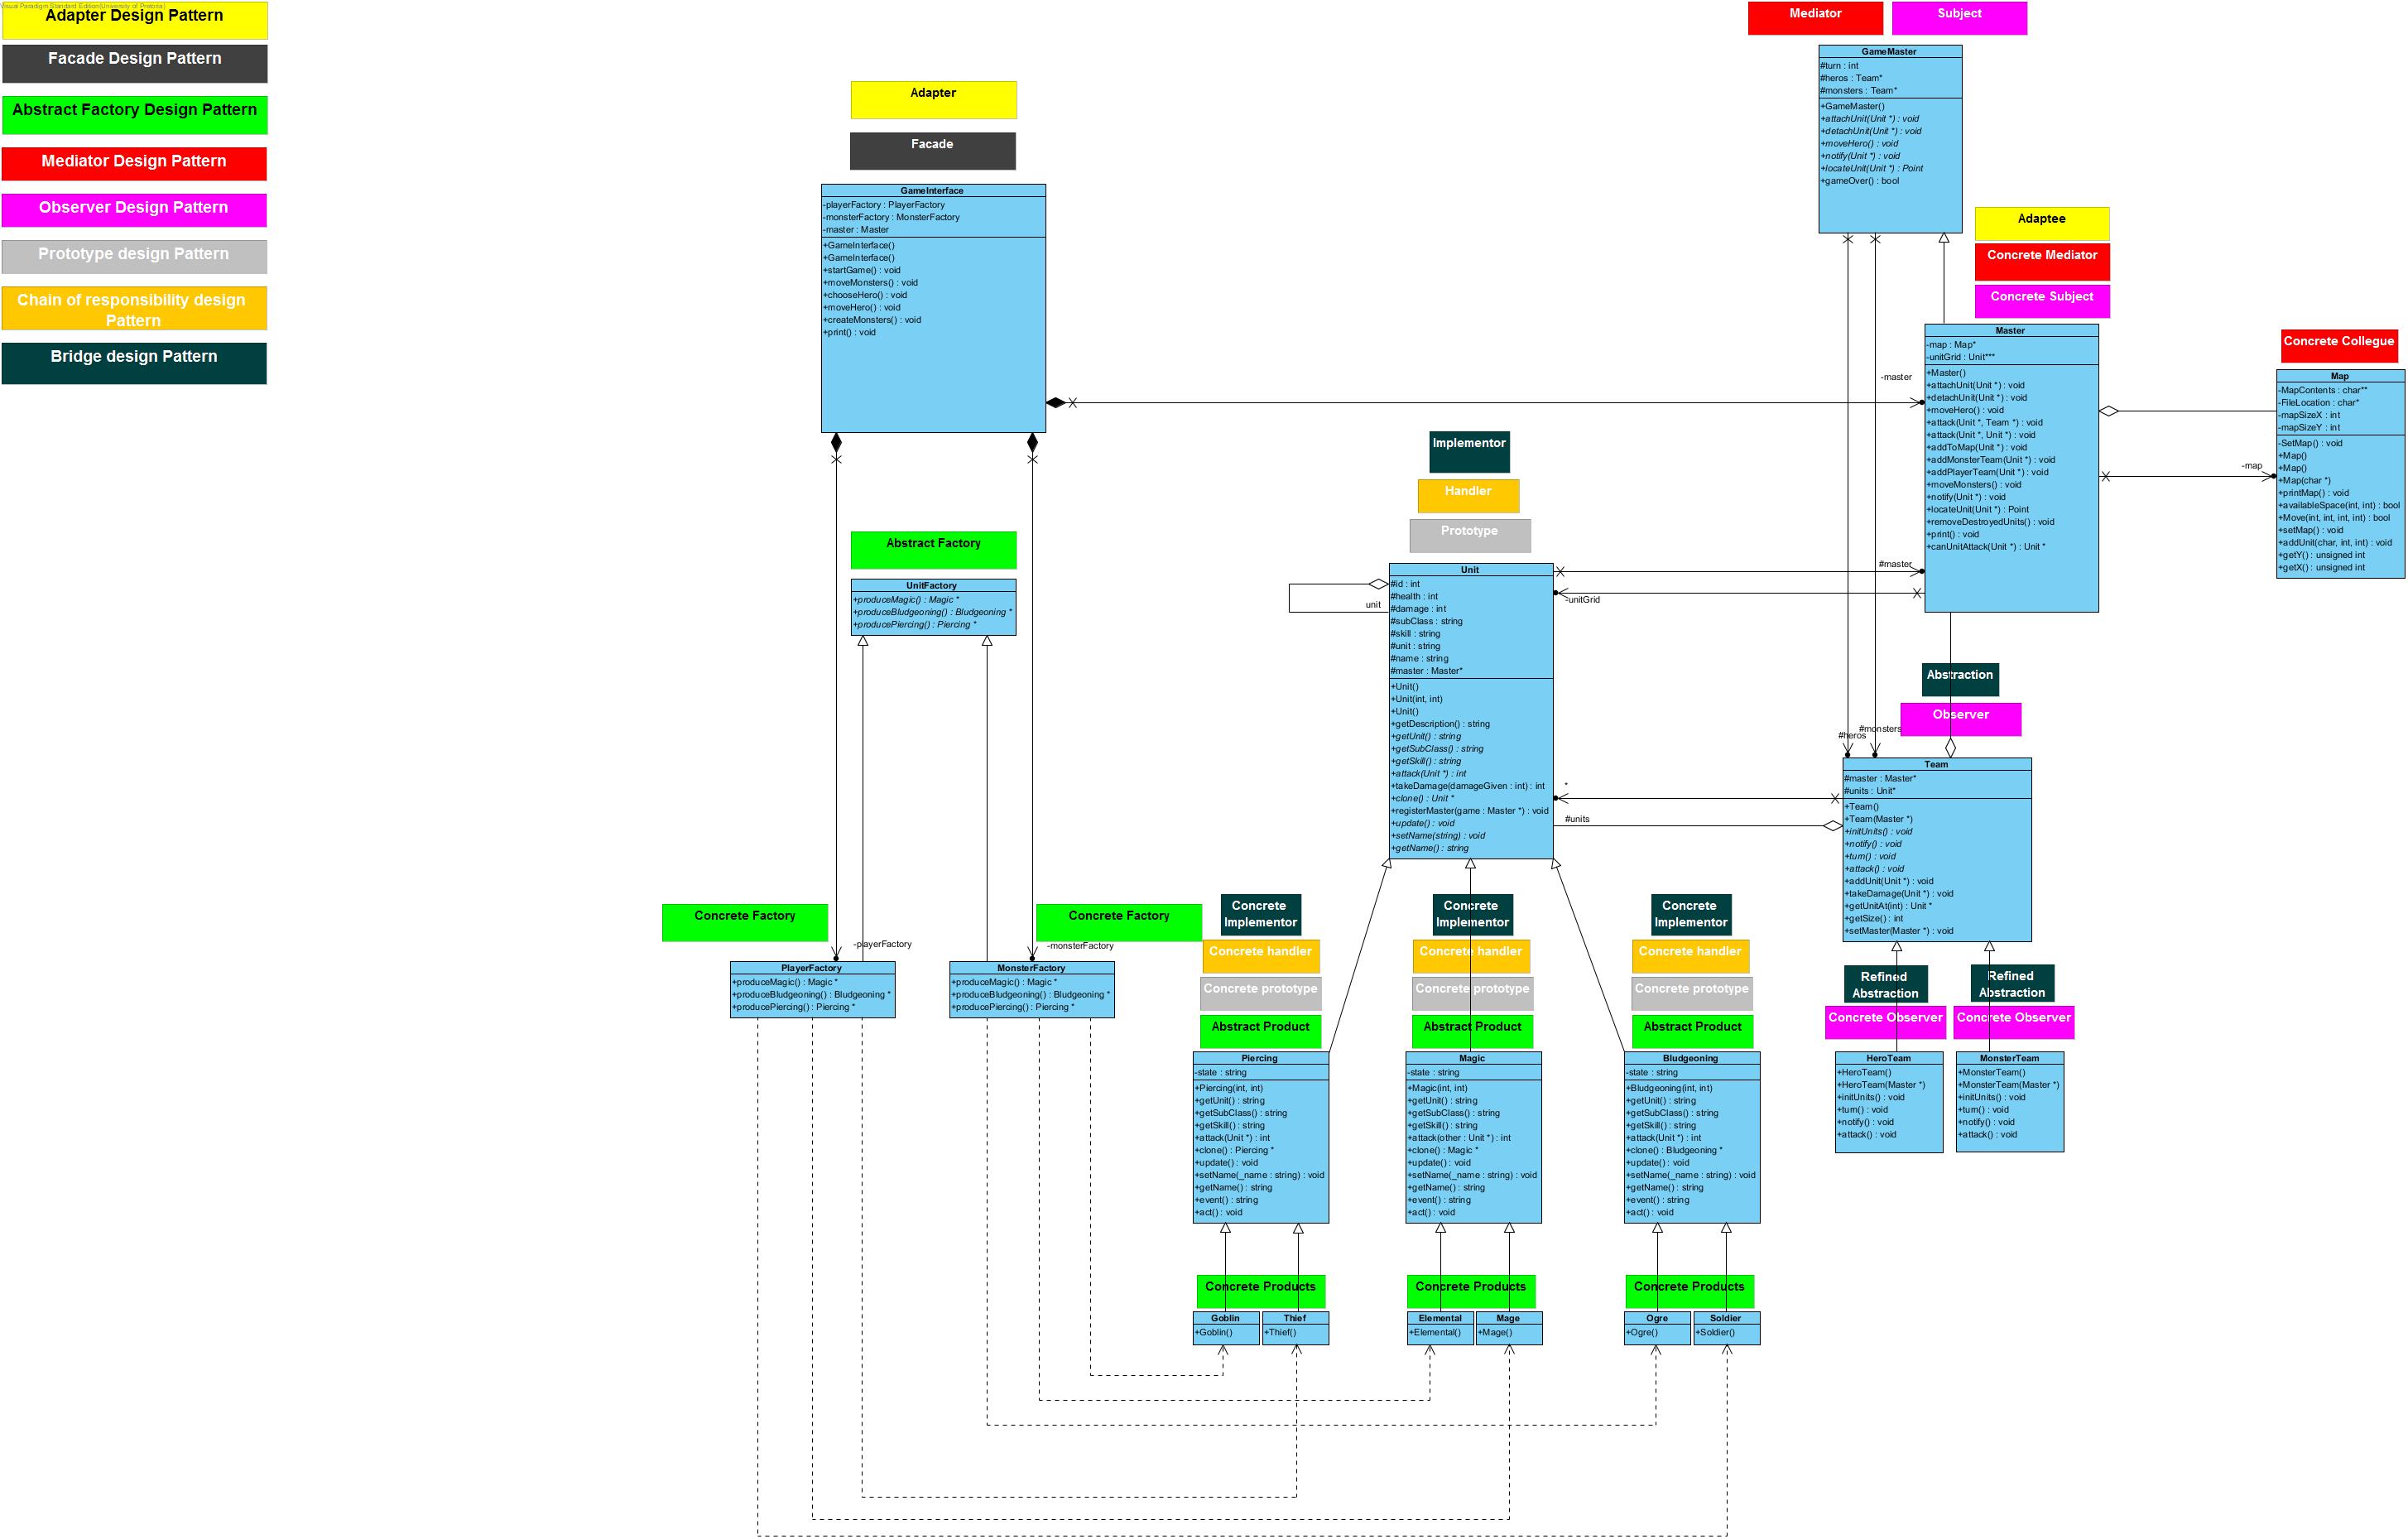 Visual Paradigm Standard Edition(University of Pretoria)
Adapter Design Pattern
Facade Design Pattern
Abstract Factory Design Pattern
Mediator Design Pattern
Observer Design Pattern
Prototype design Pattern
Chain of responsibility design
Pattern
Bridge design Pattern
Adapter
Facade
GameInterface
-playerFactory : PlayerFactory
-monsterFactory : MonsterFactory
-master : Master
+GameInterface()
+GameInterface()
+startGame() : void
+moveMonsters() : void
+chooseHero() : void
+moveHero() : void
+createMonsters() : void
+print() : void
Mediator
Subject
GameMaster
#turn : int
#heros : Team*
#monsters : Team*
+GameMaster()
+attachUnit(Unit *) : void
+detachUnit(Unit *) : void
+moveHero() : void
+notify(Unit *) : void
+locateUnit(Unit *) : Point
+gameOver() : bool
Adaptee
Concrete Mediator
Concrete Subject
-master
Master
-map : Map*
-unitGrid : Unit***
+Master()
+attachUnit(Unit *) : void
+detachUnit(Unit *) : void
+moveHero() : void
+attack(Unit *, Team *) : void
+attack(Unit *, Unit *) : void
+addToMap(Unit *) : void
+addMonsterTeam(Unit *) : void
+addPlayerTeam(Unit *) : void
+moveMonsters() : void
+notify(Unit *) : void
+locateUnit(Unit *) : Point
+removeDestroyedUnits() : void
+print() : void
+canUnitAttack(Unit *) : Unit *
-map
Concrete Collegue
Map
-MapContents : char**
-FileLocation : char*
-mapSizeX : int
-mapSizeY : int
-SetMap() : void
+Map()
+Map()
+Map(char *)
+printMap() : void
+availableSpace(int, int) : bool
+Move(int, int, int, int) : bool
+setMap() : void
+addUnit(char, int, int) : void
+getY() : unsigned int
+getX() : unsigned int
Abstract Factory
UnitFactory
+produceMagic() : Magic *
+produceBludgeoning() : Bludgeoning *
+producePiercing() : Piercing *
Implementor
Handler
Prototype
unit
Unit
#id : int
#health : int
#damage : int
#subClass : string
#skill : string
#unit : string
#name : string
#master : Master*
+Unit()
+Unit(int, int)
+Unit()
+getDescription() : string
+getUnit() : string
+getSubClass() : string
+getSkill() : string
+attack(Unit *) : int
+takeDamage(damageGiven : int) : int
+clone() : Unit *
+registerMaster(game : Master *) : void
+update() : void
+setName(string) : void
+getName() : string
#master
-unitGrid
*
#units
Abstraction
Observer
#heros
#monsters
Team
#master : Master*
#units : Unit*
+Team()
+Team(Master *)
+initUnits() : void
+notify() : void
+turn() : void
+attack() : void
+addUnit(Unit *) : void
+takeDamage(Unit *) : void
+getUnitAt(int) : Unit *
+getSize() : int
+setMaster(Master *) : void
Concrete Factory
-playerFactory
PlayerFactory
+produceMagic() : Magic *
+produceBludgeoning() : Bludgeoning *
+producePiercing() : Piercing *
Concrete Factory
-monsterFactory
MonsterFactory
+produceMagic() : Magic *
+produceBludgeoning() : Bludgeoning *
+producePiercing() : Piercing *
Concrete
Implementor
Concrete handler
Concrete prototype
Abstract Product
Piercing
-state : string
+Piercing(int, int)
+getUnit() : string
+getSubClass() : string
+getSkill() : string
+attack(Unit *) : int
+clone() : Piercing *
+update() : void
+setName(_name : string) : void
+getName() : string
+event() : string
+act() : void
Concrete
Implementor
Concrete handler
Concrete prototype
Abstract Product
Magic
-state : string
+Magic(int, int)
+getUnit() : string
+getSubClass() : string
+getSkill() : string
+attack(other : Unit *) : int
+clone() : Magic *
+update() : void
+setName(_name : string) : void
+getName() : string
+event() : string
+act() : void
Concrete
Implementor
Concrete handler
Concrete prototype
Abstract Product
Bludgeoning
-state : string
+Bludgeoning(int, int)
+getUnit() : string
+getSubClass() : string
+getSkill() : string
+attack(Unit *) : int
+clone() : Bludgeoning *
+update() : void
+setName(_name : string) : void
+getName() : string
+event() : string
+act() : void
Refined
Abstraction
Concrete Observer
HeroTeam
+HeroTeam()
+HeroTeam(Master *)
+initUnits() : void
+turn() : void
+notify() : void
+attack() : void
Refined
Abstraction
Concrete Observer
MonsterTeam
+MonsterTeam()
+MonsterTeam(Master *)
+initUnits() : void
+turn() : void
+notify() : void
+attack() : void
Concrete Products
Goblin
+Goblin()
Thief
+Thief()
Concrete Products
Elemental
+Elemental()
Mage
+Mage()
Concrete Products
Ogre
+Ogre()
Soldier
+Soldier()